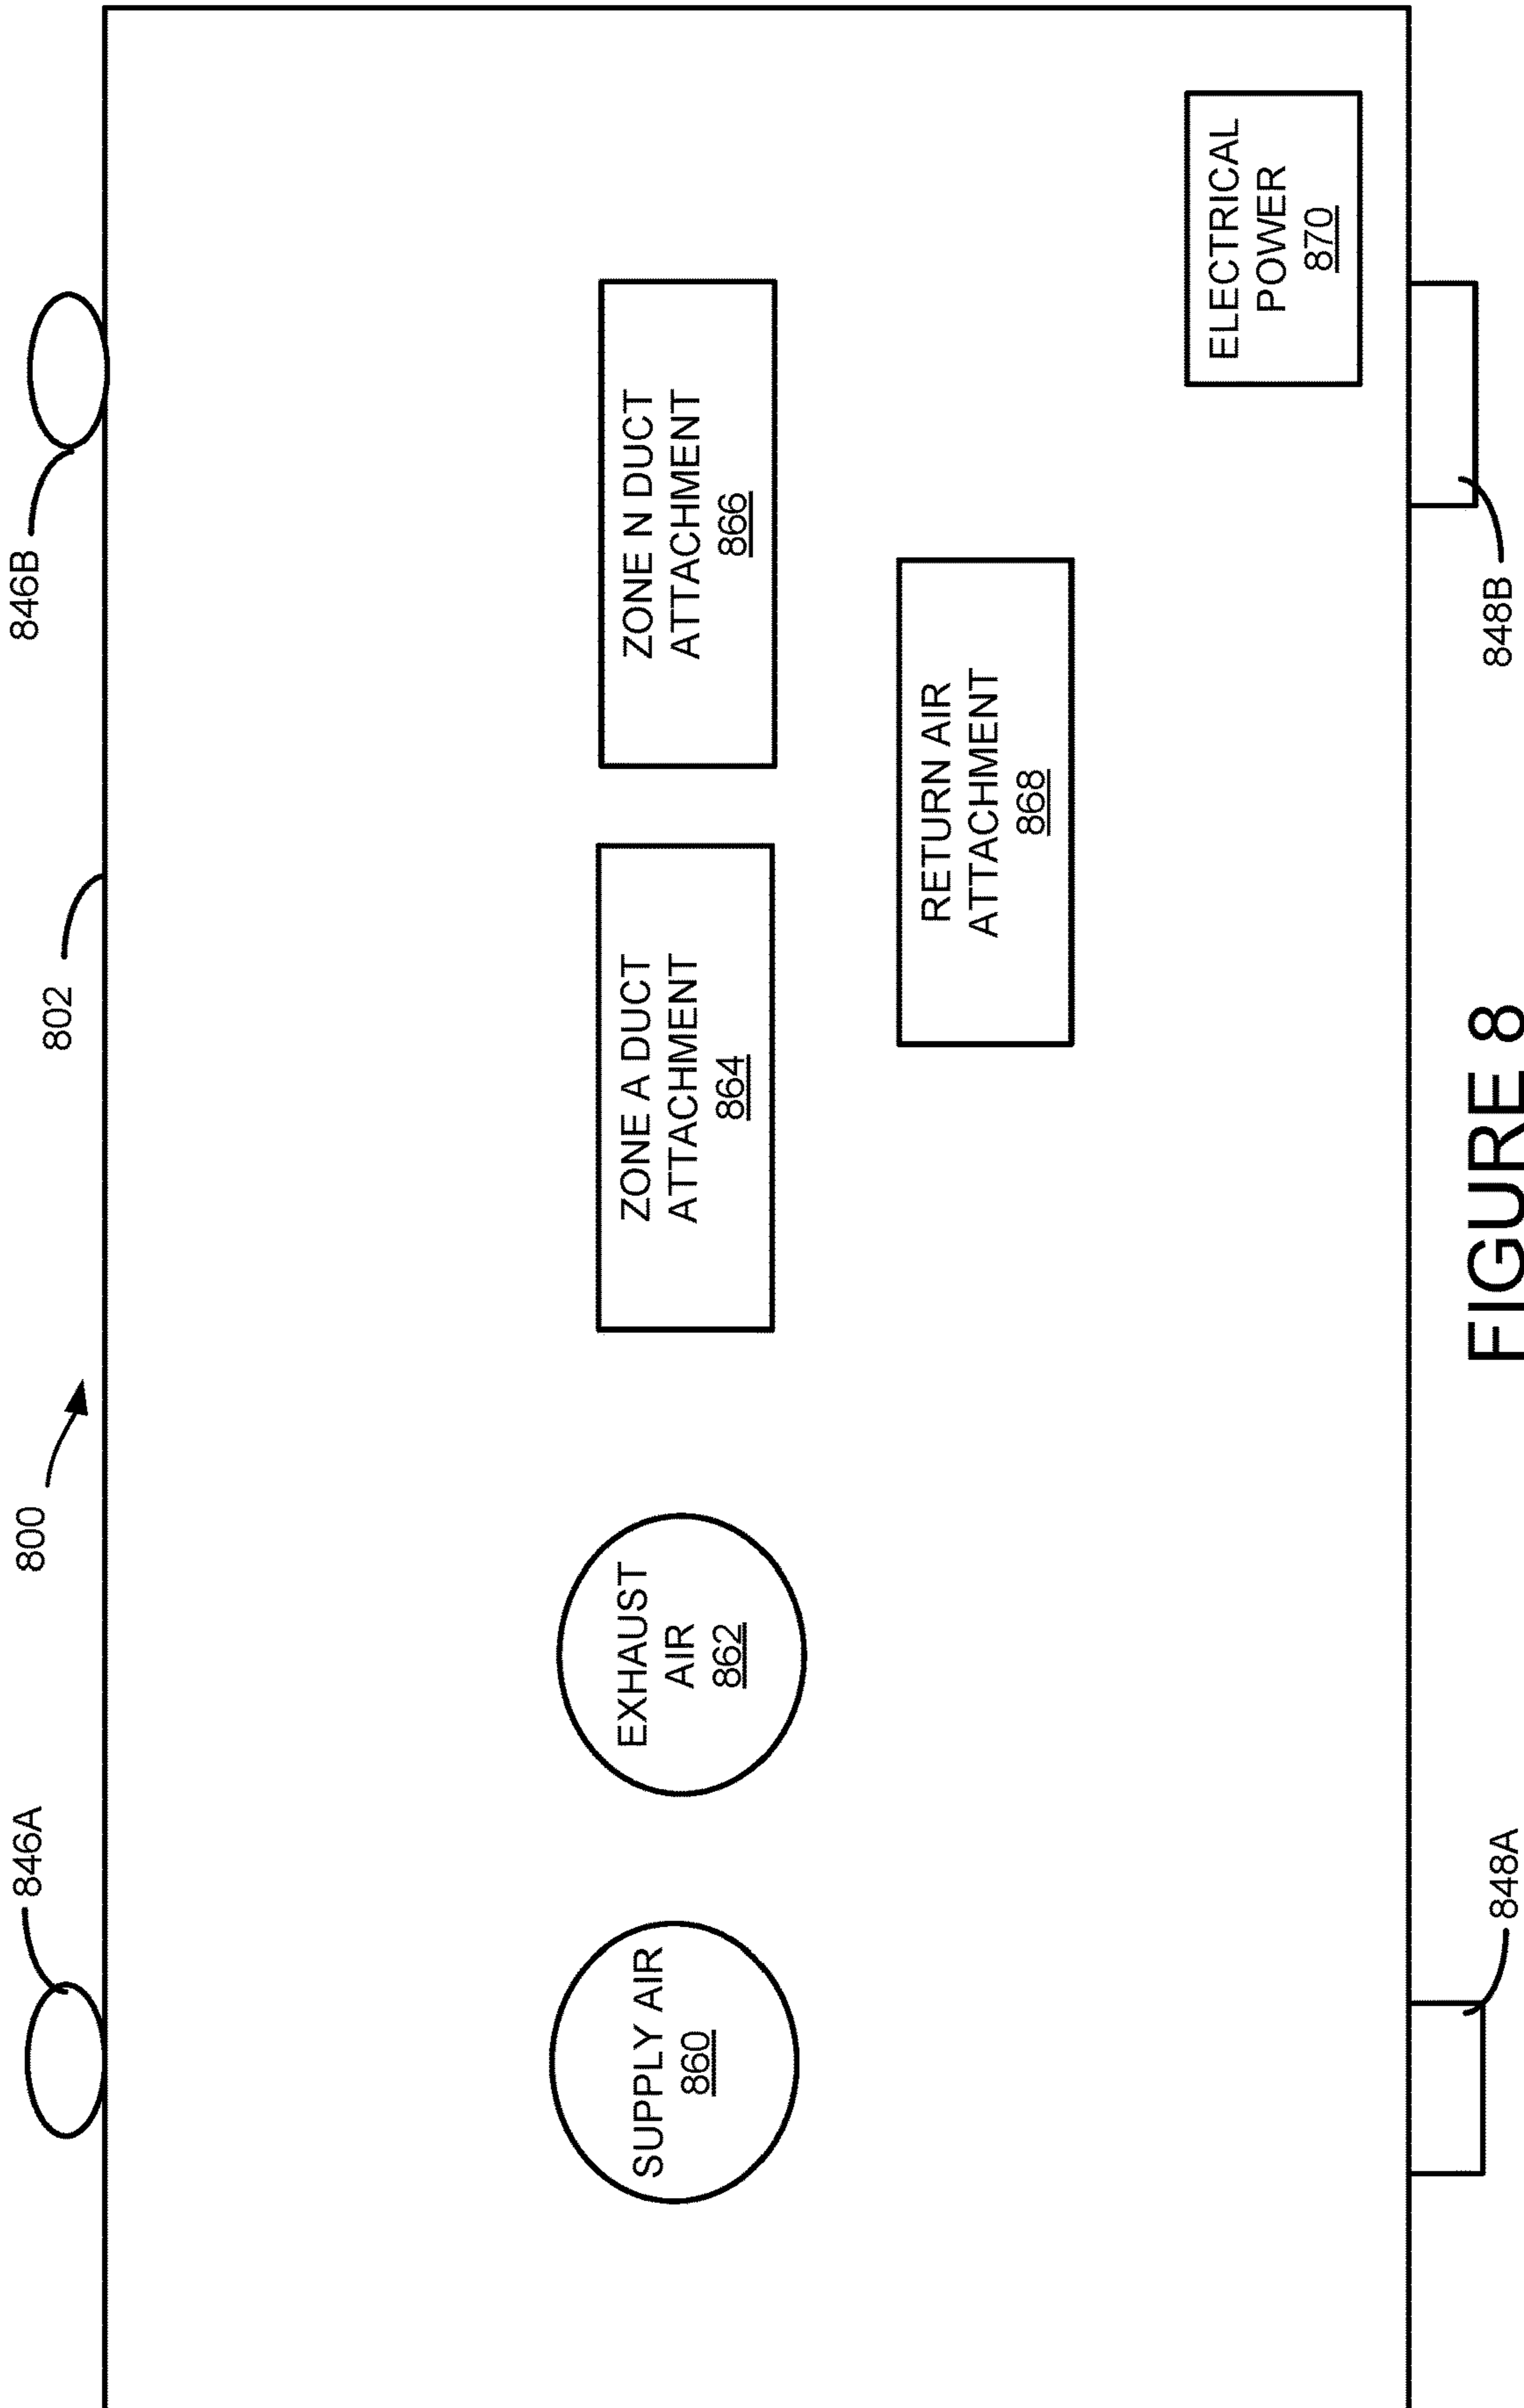 846A
800
802
846B
SUPPLY AIR
860
EXHAUST
AIR
862
ZONE A DUCT
ATTACHMENT
864
ZONE N DUCT
ATTACHMENT
866
RETURN AIR
ATTACHMENT
868
ELECTRICAL
POWER
870
848A
848B
FIGURE 8